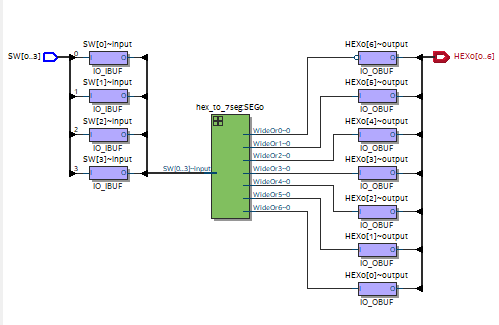 SW[0..3]
SW[0]~input
0
I
O
IO_IBUF
SW[1]~input
1
I
O
IO_IBUF
SW[2]~input
2
I
O
IO_IBUF
SW[3]~input
3
I
O
IO_IBUF
SW[0..3]~input
hex_to_7seg:SEG0
WideOr0~0
WideOr1~0
WideOr2~0
WideOr3~0
WideOr4~0
WideOr5~0
WideOr6~0
HEX0[6]~output
I
O
IO_OBUF
HEX0[5]~output
I
O
IO_OBUF
HEX0[4]~output
I
O
IO_OBUF
HEX0[3]~output
I
O
IO_OBUF
HEX0[2]~output
I
O
IO_OBUF
HEX0[1]~output
I
O
IO_OBUF
HEX0[0]~output
I
O
IO_OBUF
HEX0[0..6]